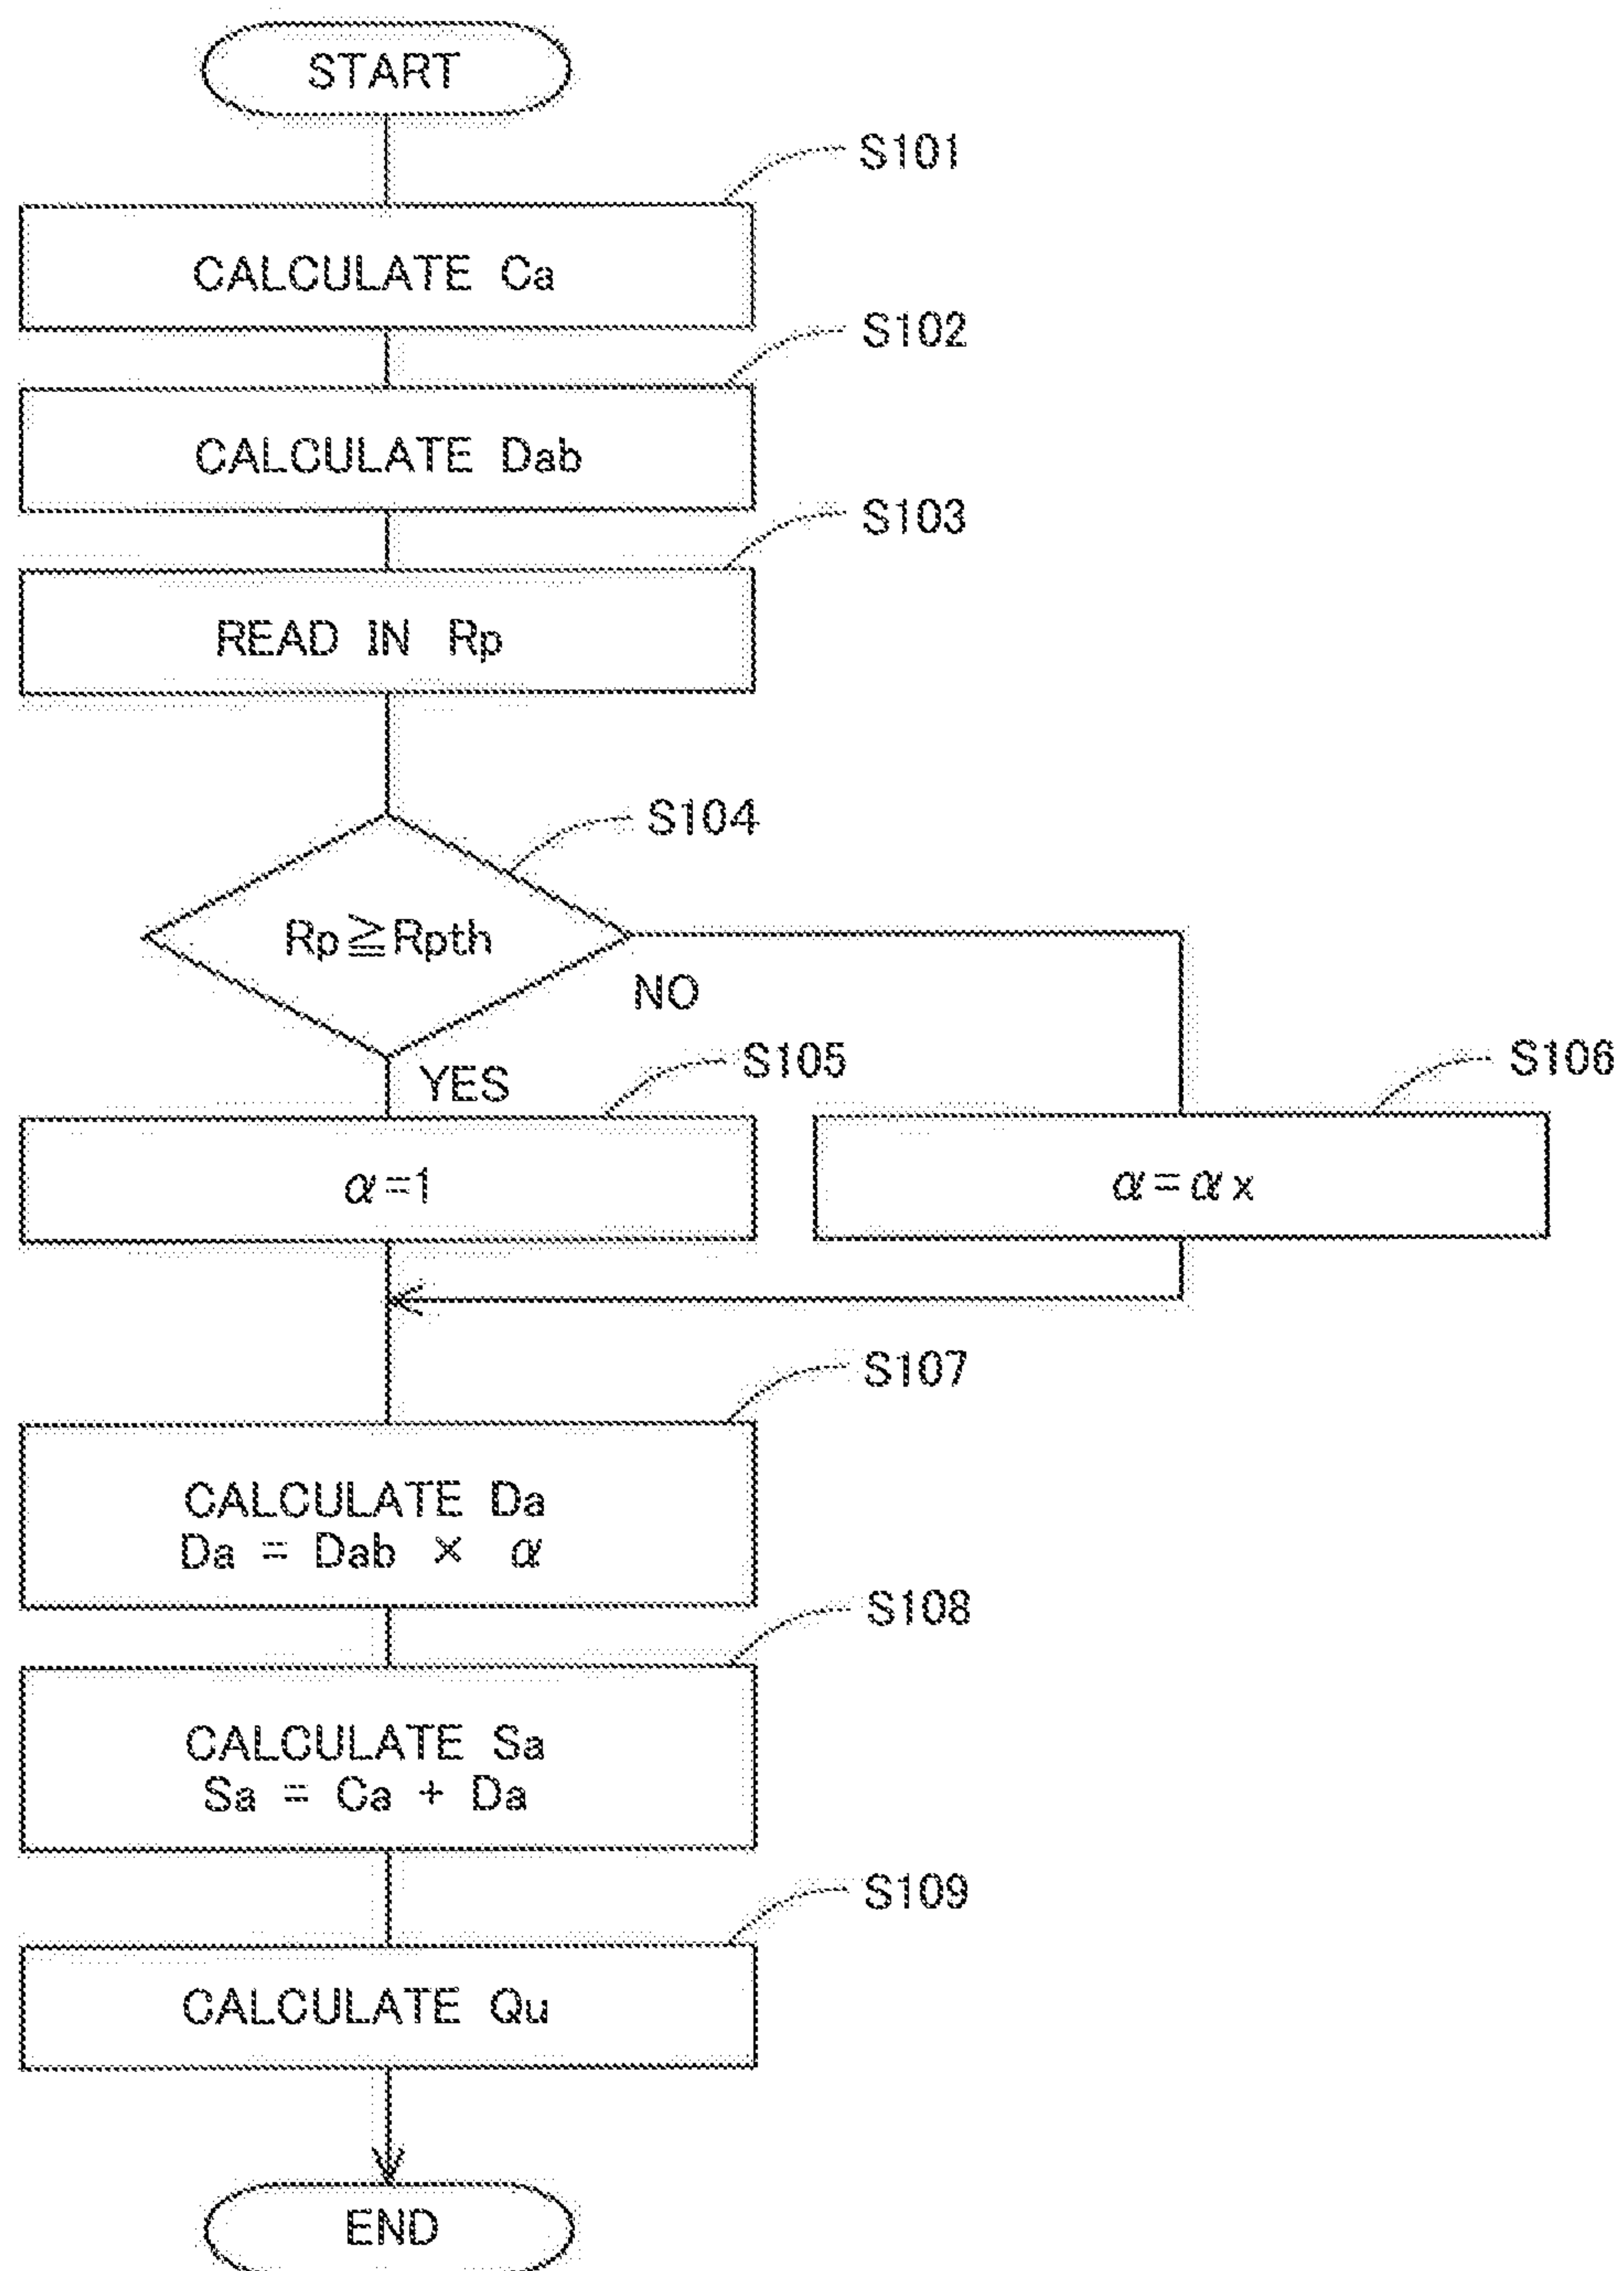 START
S101
CALCULATE Ca
S102
CALCULATE Dab
S103
READ IN Rp
S104
Rp≧Rpth
NO
YES
S105
S106
α=1
α=αx
S107
CALCULATE Da
Da = Dab × α
S108
CALCULATE Sa
Sa = Ca + Da
S109
CALCULATE Qu
END